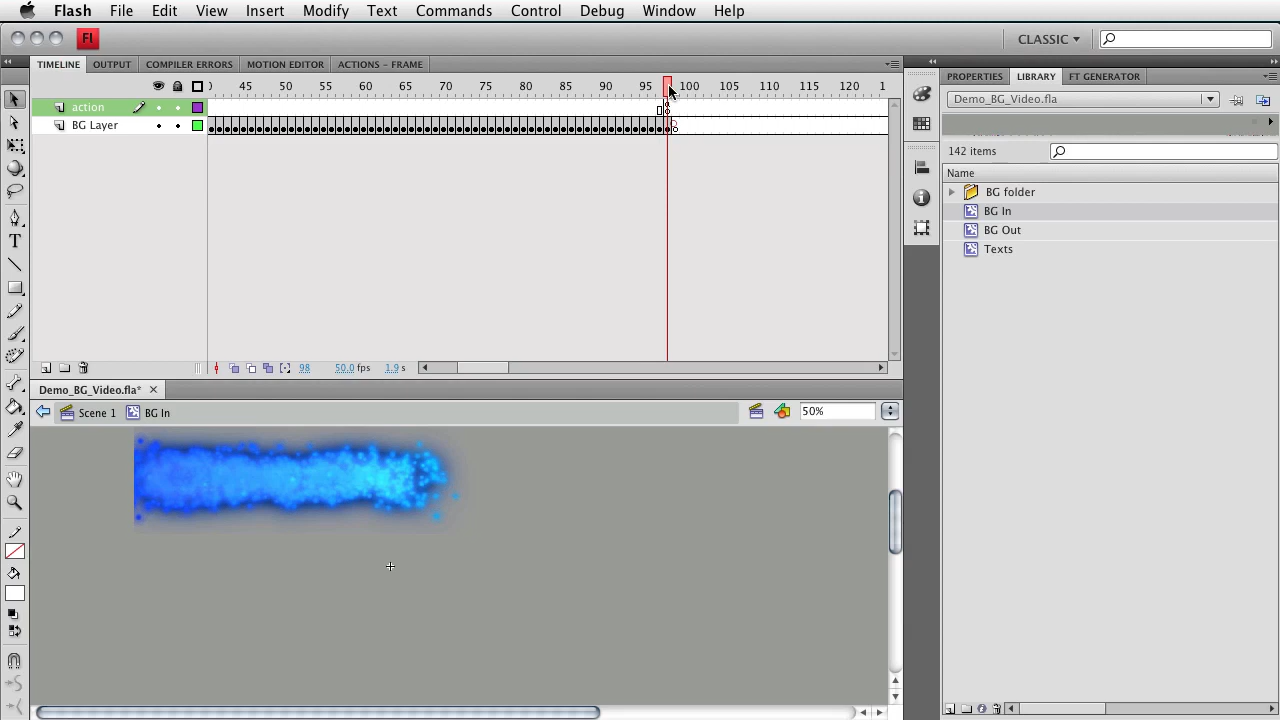 Flash File Edit View Insert Modify Text Commands Control Debug Window Help
Fl CLASSIC
TIMELINE OUTPUT COMPILER ERRORS MOTION EDITOR ACTIONS - FRAME
PROPERTIES LIBRARY FT GENERATOR
45 50 55 60 65 70 75 80 85 90 95 100 105 110 115 120 1
Demo_BG_Video.fla
action
BG Layer
142 items
Name
BG folder
BG In
BG Out
Texts
98 50.0 fps 1.9 s
Demo_BG_Video.fla*
Scene 1 BG In 50%
T